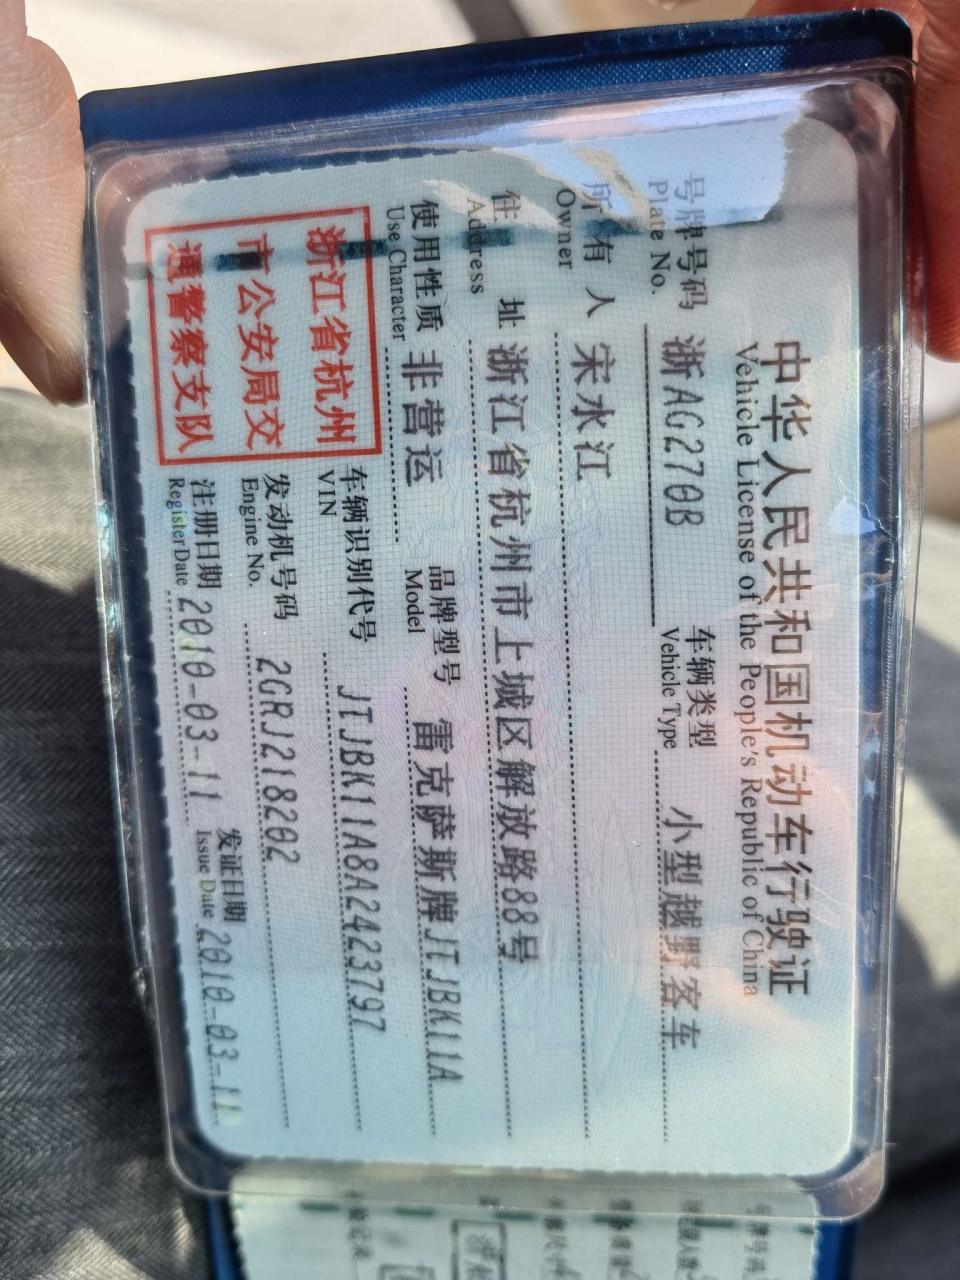 中华人民共和国机动车行驶证
Vehicle License of the People's Republic of China
号牌号码 浙AG270B 车辆类型 小型越野客车
Plate No. Vehicle Type
所有人 宋水江
Owner
住址 浙江省杭州市上城区解放路88号
Address
使用性质 非营运 品牌型号 雷克萨斯牌JTJBK11A
Use Character Model
浙江省杭州
市公安局交
通警察支队
车辆识别代号 JTJBK11A8A2423797
VIN
发动机号码 2GRJ218202
Engine No.
注册日期 2010-03-11 发证日期 2010-03-11
Register Date Issue Date
号牌号码